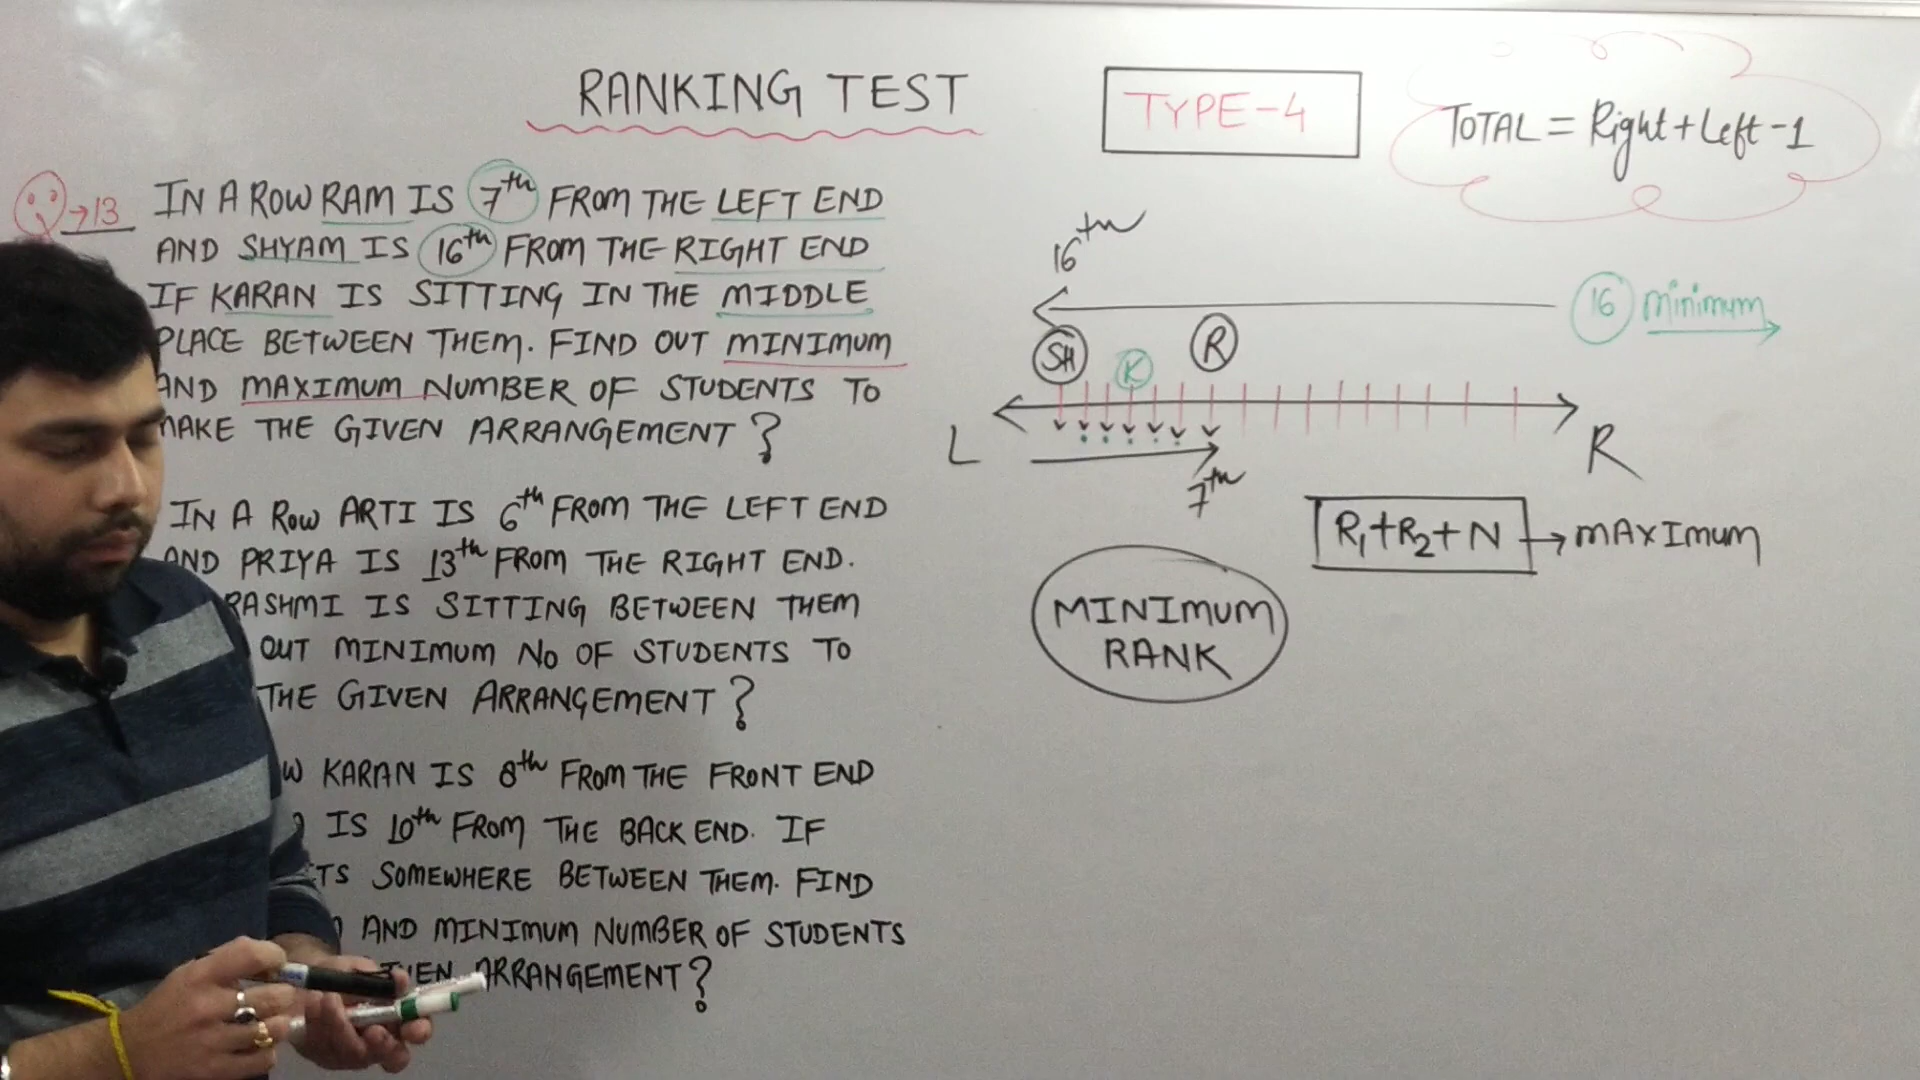 RANKING TEST
TYPE-4
TOTAL = Right + Left - 1
→13 IN A ROW RAM IS 7th FROM THE LEFT END
AND SHYAM IS 16th FROM THE RIGHT END
IF KARAN IS SITTING IN THE MIDDLE
PLACE BETWEEN THEM. FIND OUT MINIMUM
AND MAXIMUM NUMBER OF STUDENTS TO
MAKE THE GIVEN ARRANGEMENT ?
IN A ROW ARTI IS 6th FROM THE LEFT END
AND PRIYA IS 13th FROM THE RIGHT END.
RASHMI IS SITTING BETWEEN THEM
OUT MINIMUM NO OF STUDENTS TO
THE GIVEN ARRANGEMENT ?
W KARAN IS 8th FROM THE FRONT END
IS 10th FROM THE BACK END. IF
TS SOMEWHERE BETWEEN THEM. FIND
AND MINIMUM NUMBER OF STUDENTS
ARRANGEMENT ?
16th
16 minimum
SH K R
L R
7th
R1+R2+N → MAXIMUM
MINIMUM
RANK